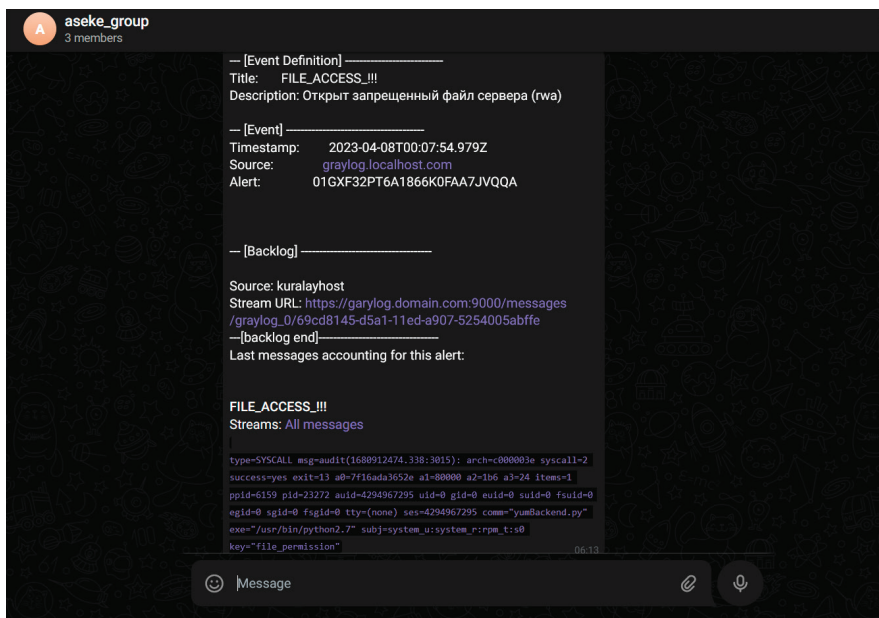 A
aseke_group
3 members
--- [Event Definition] ---------------------------
Title: FILE_ACCESS_!!!
Description: Открыт запрещенный файл сервера (rwa)
--- [Event] --------------------------------------
Timestamp: 2023-04-08T00:07:54.979Z
Source: graylog.localhost.com
Alert: 01GXF32PT6A1866K0FAA7JVQQA
--- [Backlog] ------------------------------------
Source: kuralayhost
Stream URL: https://garylog.domain.com:9000/messages
/graylog_0/69cd8145-d5a1-11ed-a907-5254005abffe
---[backlog end]---------------------------------
Last messages accounting for this alert:
FILE_ACCESS_!!!
Streams: All messages
type=SYSCALL msg=audit(1680912474.338:3015): arch=c000003e syscall=2
success=yes exit=13 a0=7f16ada3652e a1=80000 a2=1b6 a3=24 items=1
ppid=6159 pid=23272 auid=4294967295 uid=0 gid=0 euid=0 suid=0 fsuid=0
egid=0 sgid=0 fsgid=0 tty=(none) ses=4294967295 comm="yumBackend.py"
exe="/usr/bin/python2.7" subj=system_u:system_r:rpm_t:s0
key="file_permission"
06:13
Message